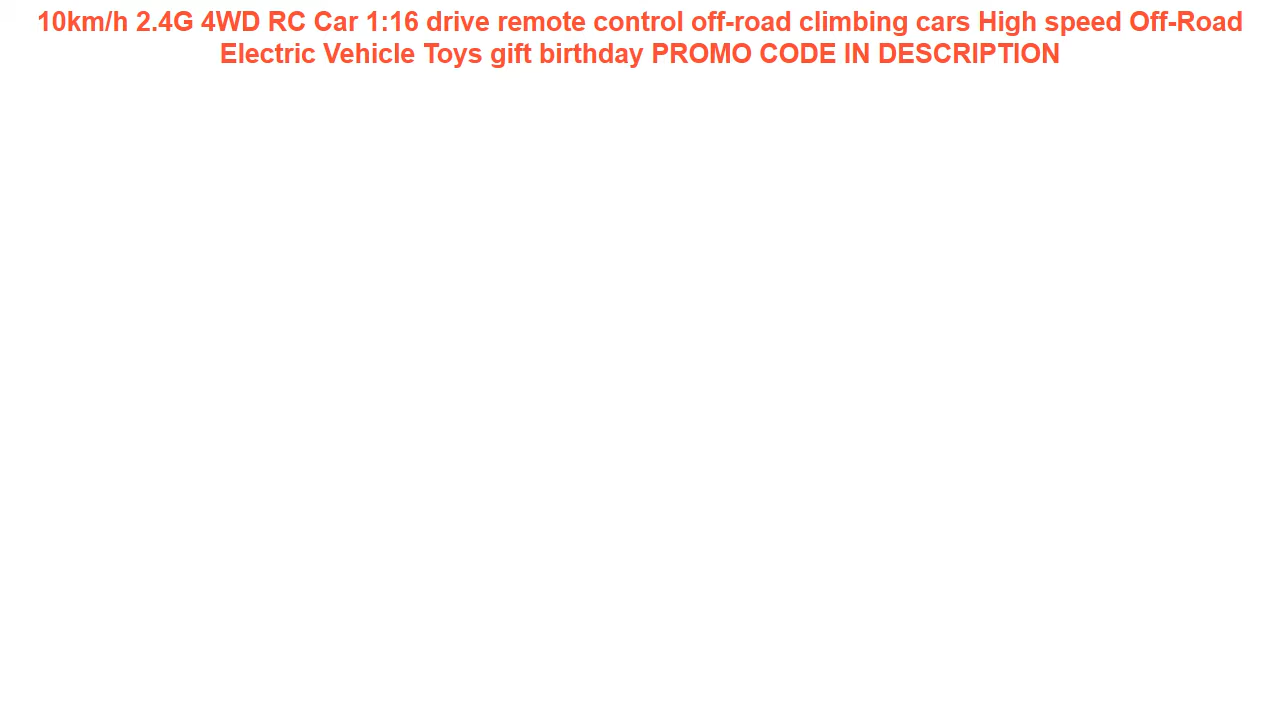 10km/h 2.4G 4WD RC Car 1:16 drive remote control off-road climbing cars High speed Off-Road
Electric Vehicle Toys gift birthday PROMO CODE IN DESCRIPTION